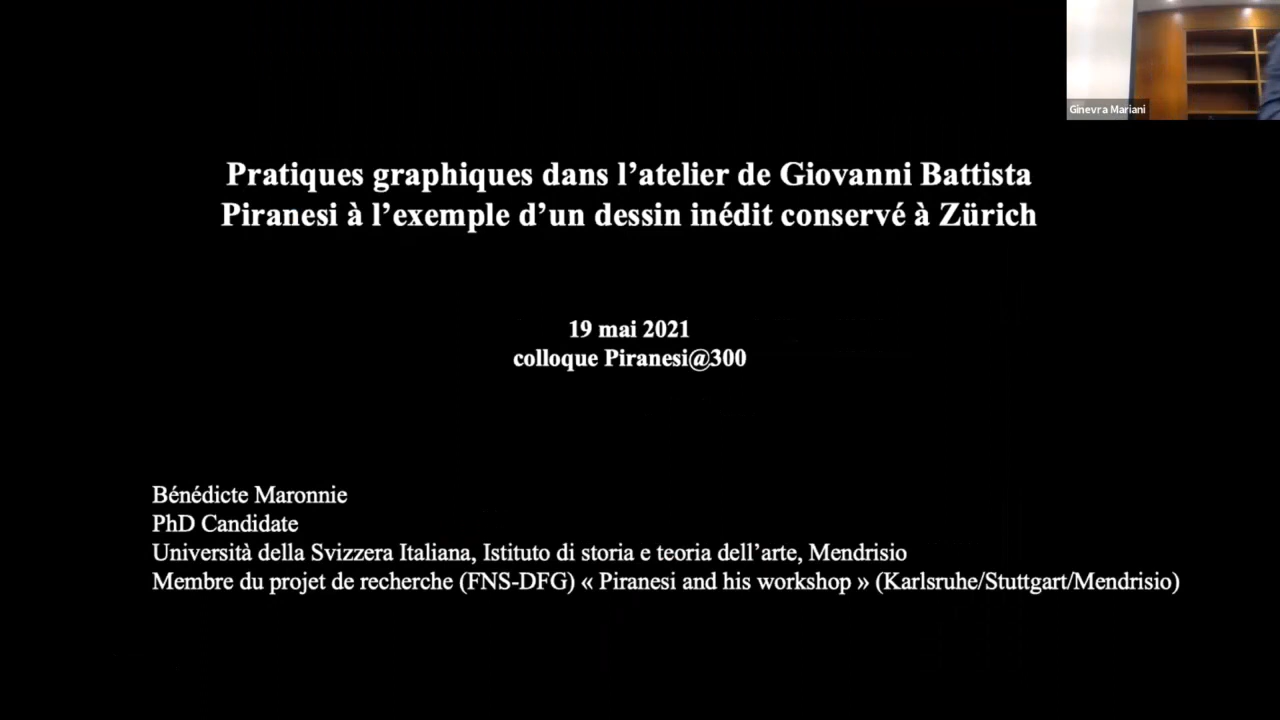 Ginevra Mariani
Pratiques graphiques dans l’atelier de Giovanni Battista
Piranesi à l’exemple d’un dessin inédit conservé à Zürich
19 mai 2021
colloque Piranesi@300
Bénédicte Maronnie
PhD Candidate
Università della Svizzera Italiana, Istituto di storia e teoria dell’arte, Mendrisio
Membre du projet de recherche (FNS-DFG) « Piranesi and his workshop » (Karlsruhe/Stuttgart/Mendrisio)